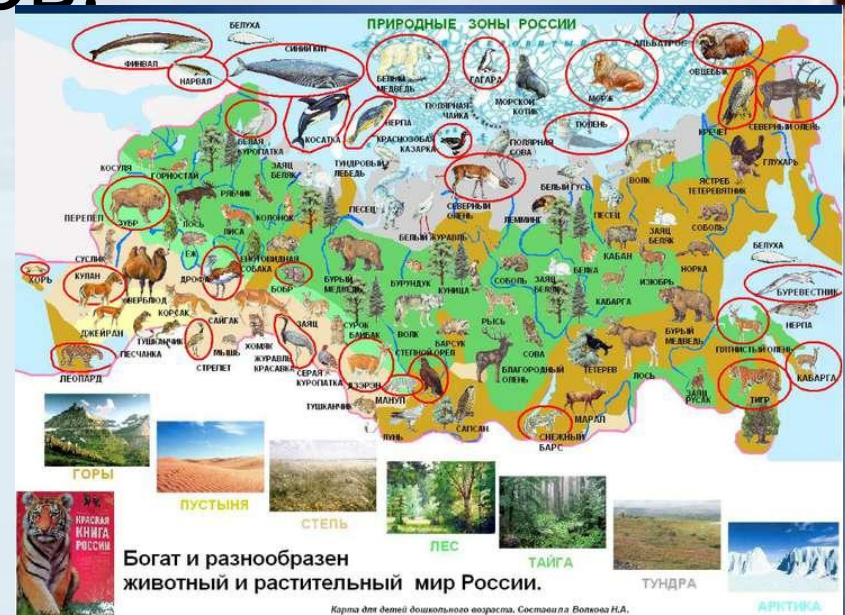 ПРИРОДНЫЕ ЗОНЫ РОССИИ
БЕЛУХА
АЛЬБАТРОС
ФИНВАЛ
СИНИЙ КИТ
ОВЦЕБЫК
НАРВАЛ
БЕЛЫЙ МЕДВЕДЬ
ГАГАРА
МОРСКОЙ КОТИК
МОРЖ
ПОЛЯРНАЯ ЧАЙКА
НЕРПА
ТЮЛЕНЬ
КОСАТКА
КРАСНОЗОБАЯ КАЗАРКА
ПОЛЯРНАЯ СОВА
КРЕЧЕТ
СЕВЕРНЫЙ ОЛЕНЬ
БЕЛАЯ КУРОПАТКА
ЗАЯЦ БЕЛЯК
ТУНДРОВЫЙ ЛЕБЕДЬ
КОСУЛЯ
ГОРНОСТАЙ
ГЛУХАРЬ
РЯБЧИК
БЕЛЫЙ ГУСЬ
ВОЛК
ЯСТРЕБ ТЕТЕРЕВЯТНИК
ПЕСЕЦ
СЕВЕРНЫЙ ОЛЕНЬ
ЛЕММИНГ
ПЕСЕЦ
СОБОЛЬ
ПЕРЕПЕЛ
ЗУБР
ЛОСЬ
ЛИСА
КОЛОНОК
БЕЛЫЙ ЖУРАВЛЬ
ЗАЯЦ БЕЛЯК
КАБАН
БЕЛУХА
СУСЛИК
ЕЖ
ЕНОТОВИДНАЯ СОБАКА
БЕЛКА
НОРКА
ХОРЬ
КУЛАН
ВЕРБЛЮД
ДРОФА
БОБР
БУРЫЙ МЕДВЕДЬ
БУРУНДУК
КУНИЦА
СОБОЛЬ
ЗАЯЦ БЕЛЯК
ИЗЮБРЬ
БУРЕВЕСТНИК
КОРСАК
САЙГАК
КАБАРГА
НЕРПА
ДЖЕЙРАН
ТУШКАНЧИК
ХОМЯК
ЗАЯЦ
СУРОК БАЙБАК
ВОЛК
РЫСЬ
БУРЫЙ МЕДВЕДЬ
ПЯТНИСТЫЙ ОЛЕНЬ
ПЕСЧАНКА
МЫШЬ
ЖУРАВЛЬ КРАСАВКА
БАРСУК
СТЕПНОЙ ОРЁЛ
СОВА
ЛЕОПАРД
СТРЕПЕТ
СЕРАЯ КУРОПАТКА
ДЗЭРЭН
БЛАГОРОДНЫЙ ОЛЕНЬ
ТЕТЕРЕВ
ЛОСЬ
КАБАРГА
ТУШКАНЧИК
МАНУЛ
МАРАЛ
ЗАЯЦ РУСАК
ТИГР
ЛУНЬ
САПСАН
СНЕЖНЫЙ БАРС
ГОРЫ
ПУСТЫНЯ
СТЕПЬ
ЛЕС
ТАЙГА
ТУНДРА
АРКТИКА
КРАСНАЯ
КНИГА
РОССИИ
Богат и разнообразен
животный и растительный мир России.
Карта для детей дошкольного возраста. Составила Волкова Н.А.